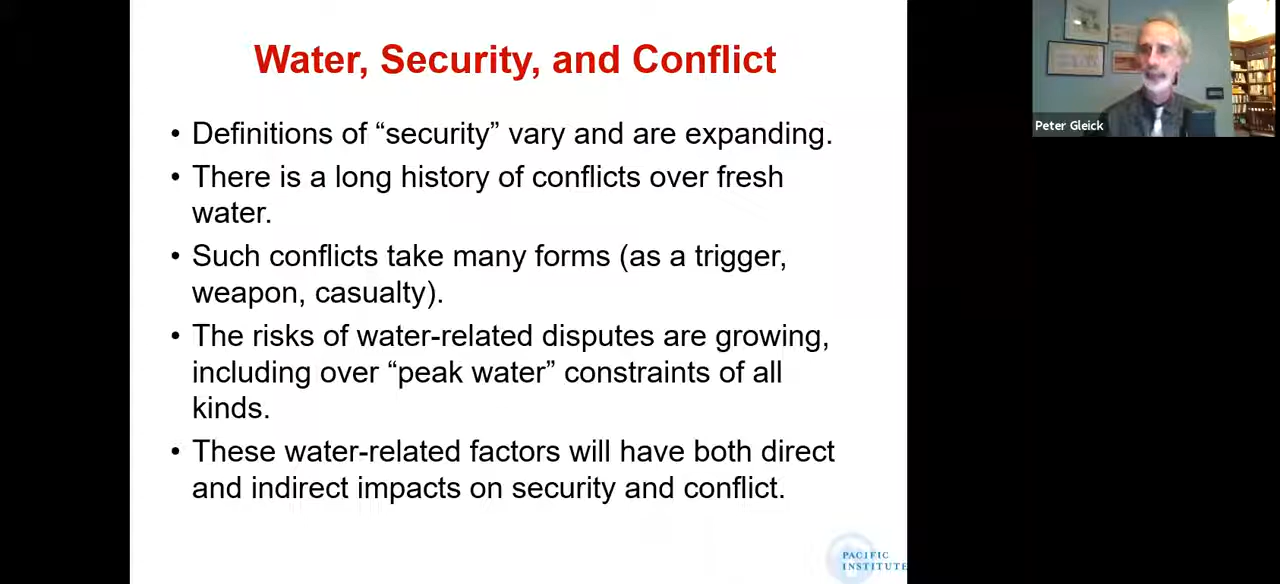 Water, Security, and Conflict
• Definitions of “security” vary and are expanding.
• There is a long history of conflicts over fresh
water.
• Such conflicts take many forms (as a trigger,
weapon, casualty).
• The risks of water-related disputes are growing,
including over “peak water” constraints of all
kinds.
• These water-related factors will have both direct
and indirect impacts on security and conflict.
PACIFIC
INSTITUTE
Peter Gleick